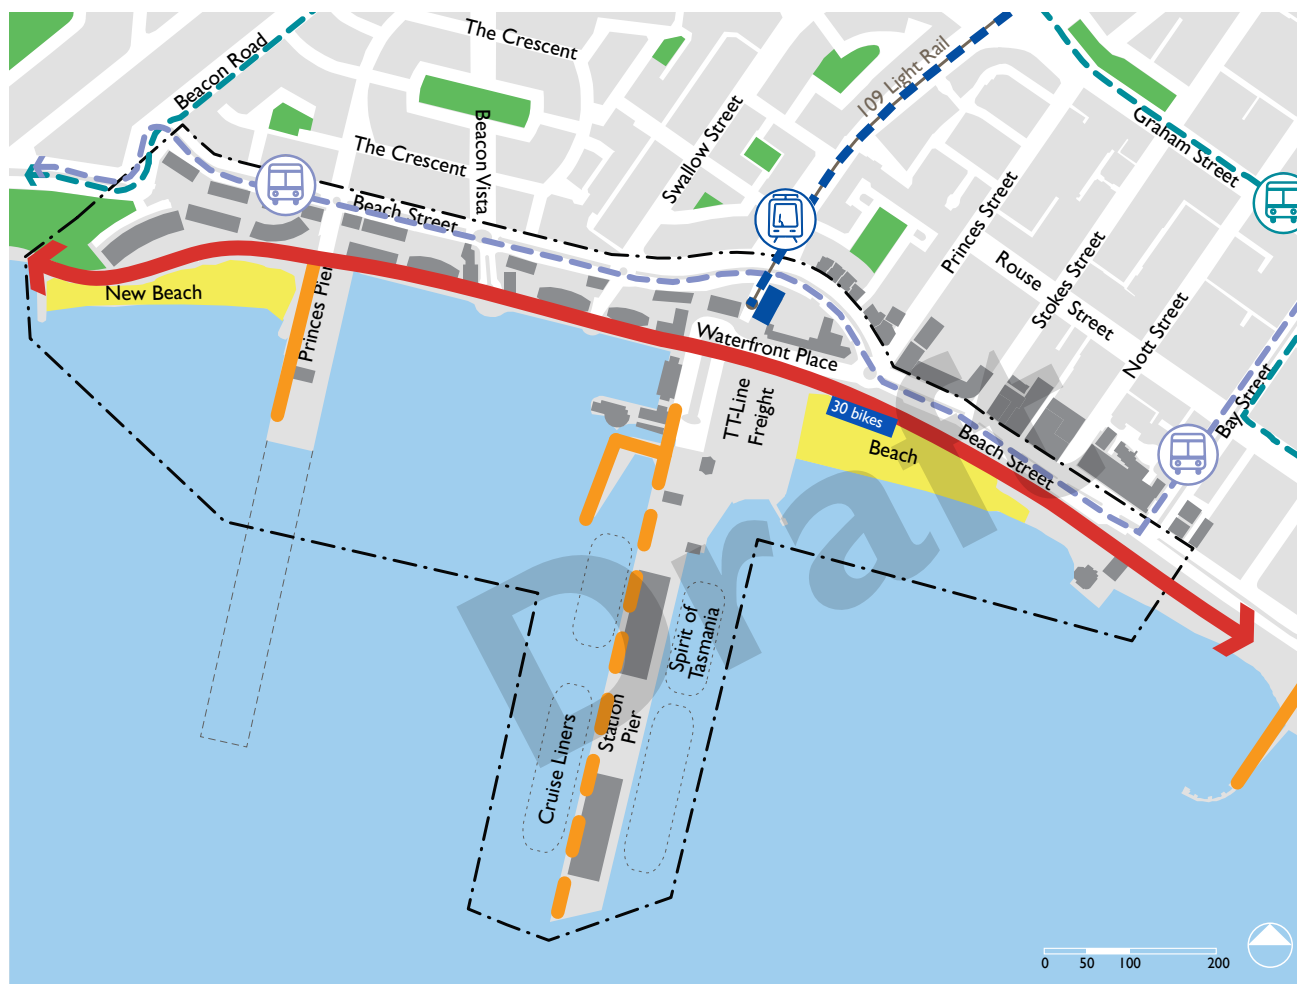 The Crescent
Beacon Road
109 Light Rail
Graham Street
Beacon Vista
Swallow Street
The Crescent
Beach Street
Princes Street
Rouse
Street
Stokes Street
Nott Street
Bay Street
New Beach
Princes Pier
Waterfront Place
TT-Line
Freight
30 bikes
Beach
Beach Street
Draft
Spirit of
Tasmania
Station
Pier
Cruise Liners
0 50 100 200